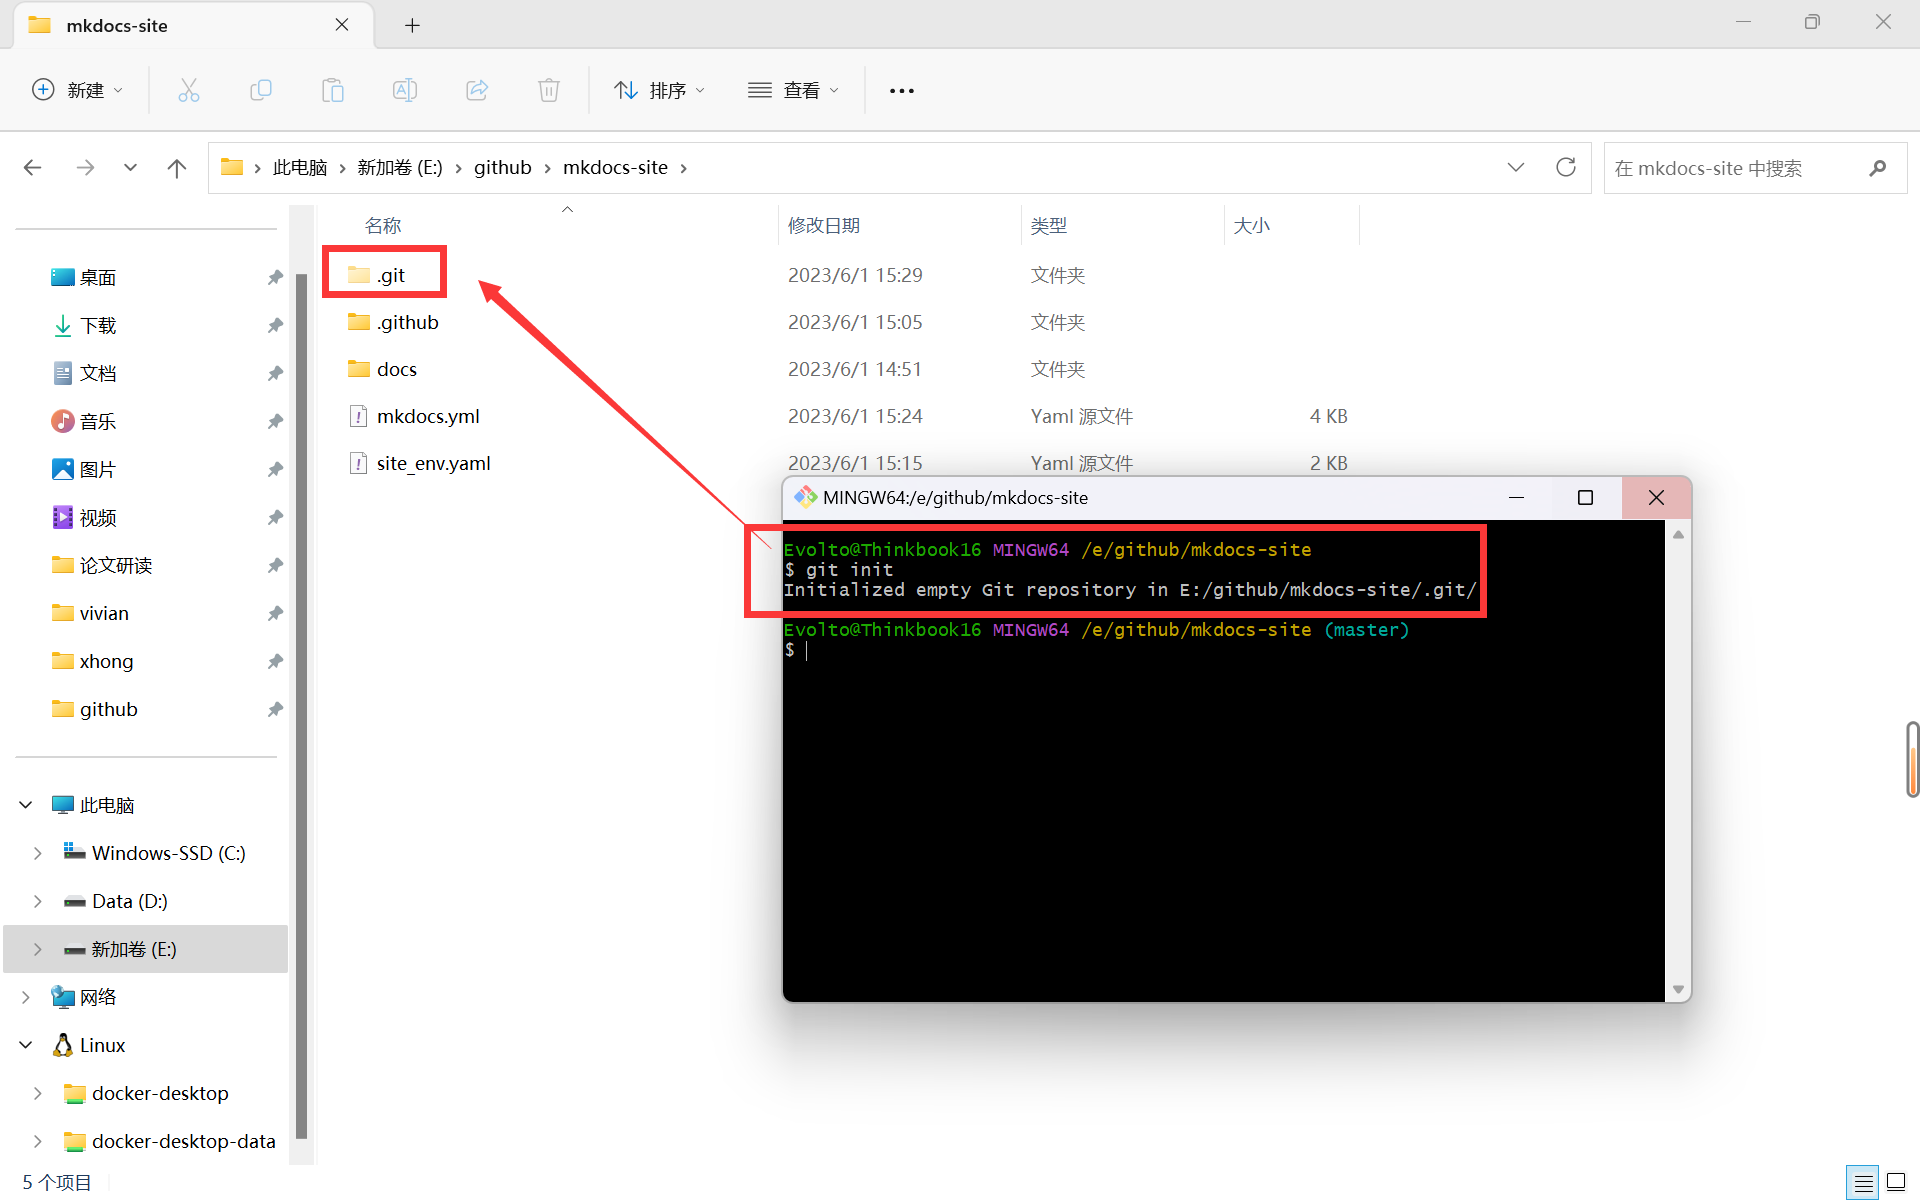 mkdocs-site
新建
排序
查看
此电脑 新加卷 (E:) github mkdocs-site
在 mkdocs-site 中搜索
名称 修改日期 类型 大小
.git 2023/6/1 15:29 文件夹
.github 2023/6/1 15:05 文件夹
docs 2023/6/1 14:51 文件夹
mkdocs.yml 2023/6/1 15:24 Yaml 源文件 4 KB
site_env.yaml 2023/6/1 15:15 Yaml 源文件 2 KB
桌面
下载
文档
音乐
图片
视频
论文研读
vivian
xhong
github
此电脑
Windows-SSD (C:)
Data (D:)
新加卷 (E:)
网络
Linux
docker-desktop
docker-desktop-data
5 个项目
MINGW64:/e/github/mkdocs-site
Evolto@Thinkbook16 MINGW64 /e/github/mkdocs-site
$ git init
Initialized empty Git repository in E:/github/mkdocs-site/.git/
Evolto@Thinkbook16 MINGW64 /e/github/mkdocs-site (master)
$